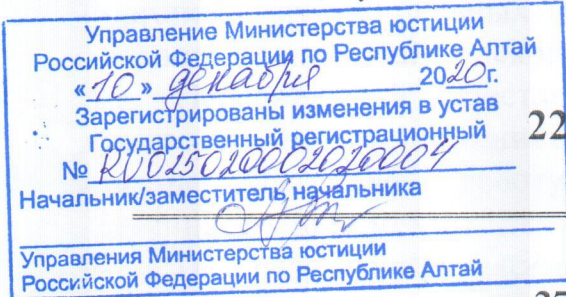 Управление Министерства юстиции
Российской Федерации по Республике Алтай
«10» декабря 2020г.
Зарегистрированы изменения в устав
Государственный регистрационный
№ RU025020002020004
Начальник/заместитель начальника
Управления Министерства юстиции
Российской Федерации по Республике Алтай
22